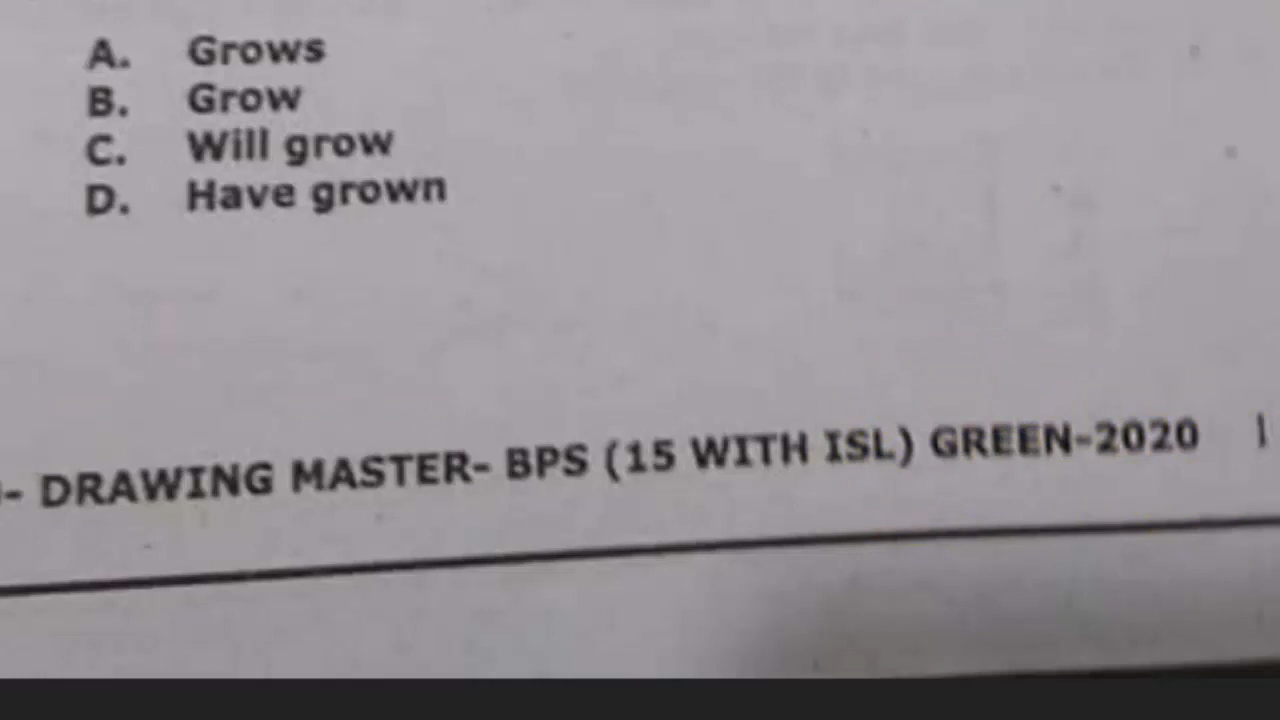 A. Grows
B. Grow
C. Will grow
D. Have grown
- DRAWING MASTER- BPS (15 WITH ISL) GREEN-2020